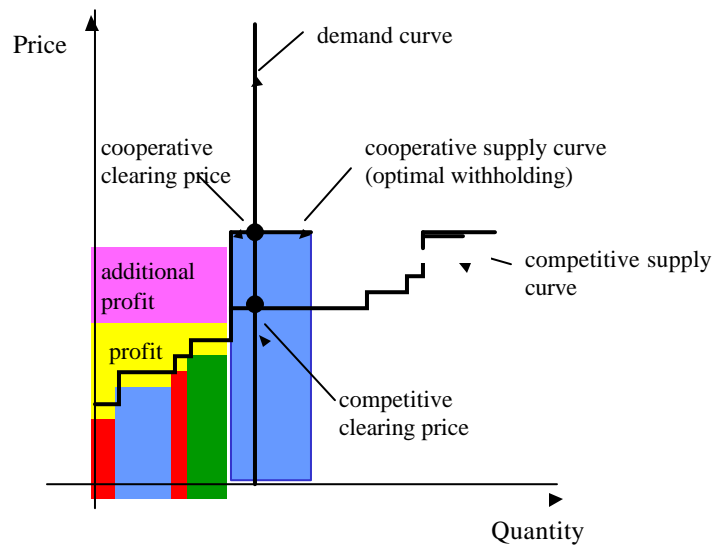 Price
demand curve
cooperative
clearing price
cooperative supply curve
(optimal withholding)
additional
profit
competitive supply
curve
profit
competitive
clearing price
Quantity